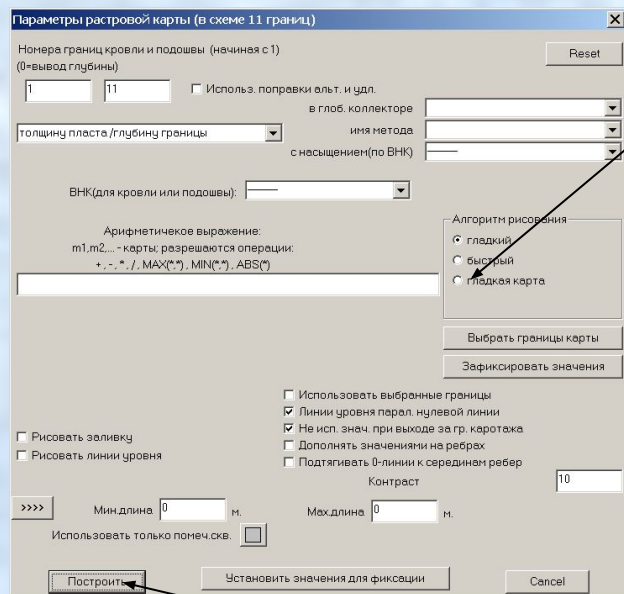 Параметры растровой карты (в схеме 11 границ)
Номера границ кровли и подошвы (начиная с 1)
(0=вывод глубины)
Reset
1 11 Использ. поправки альт. и удл.
в глоб. коллекторе
толщину пласта /глубину границы
имя метода
с насыщением(по ВНК)
ВНК(для кровли или подошвы):
Алгоритм рисования
Арифметичекое выражение:
гладкий
m1,m2,... - карты; разрешаются операции:
быстрый
+ , - , * , / , MAX(*,*) , MIN(*,*) , ABS(*)
гладкая карта
Выбрать границы карты
Зафиксировать значения
Использовать выбранные границы
Линии уровня парал. нулевой линии
Не исп. знач. при выходе за гр. каротажа
Рисовать заливку
Дополнять значениями на ребрах
Рисовать линии уровня
Подтягивать 0-линии к серединам ребер
Контраст 10
>>>> Мин.длина 0 м. Мах.длина 0 м.
Использовать только помеч.скв.
Построить Установить значения для фиксации Cancel